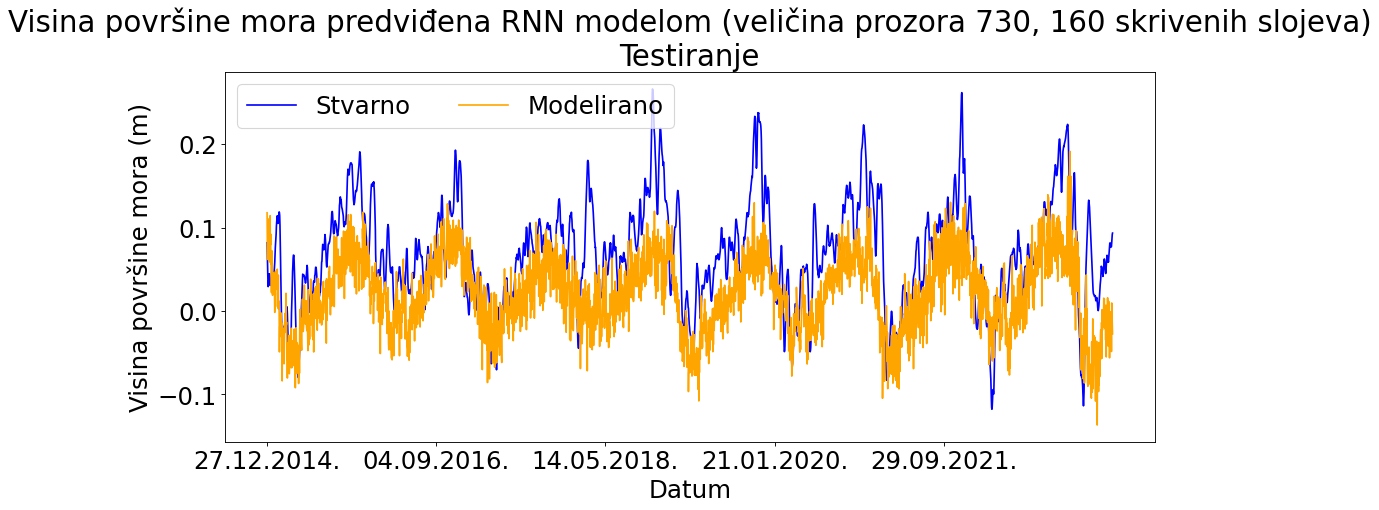 Visina površine mora predviđena RNN modelom (veličina prozora 730, 160 skrivenih slojeva)
Testiranje
Stvarno
Modelirano
Visina površine mora (m)
0.2
0.1
0.0
−0.1
27.12.2014.
04.09.2016.
14.05.2018.
21.01.2020.
29.09.2021.
Datum